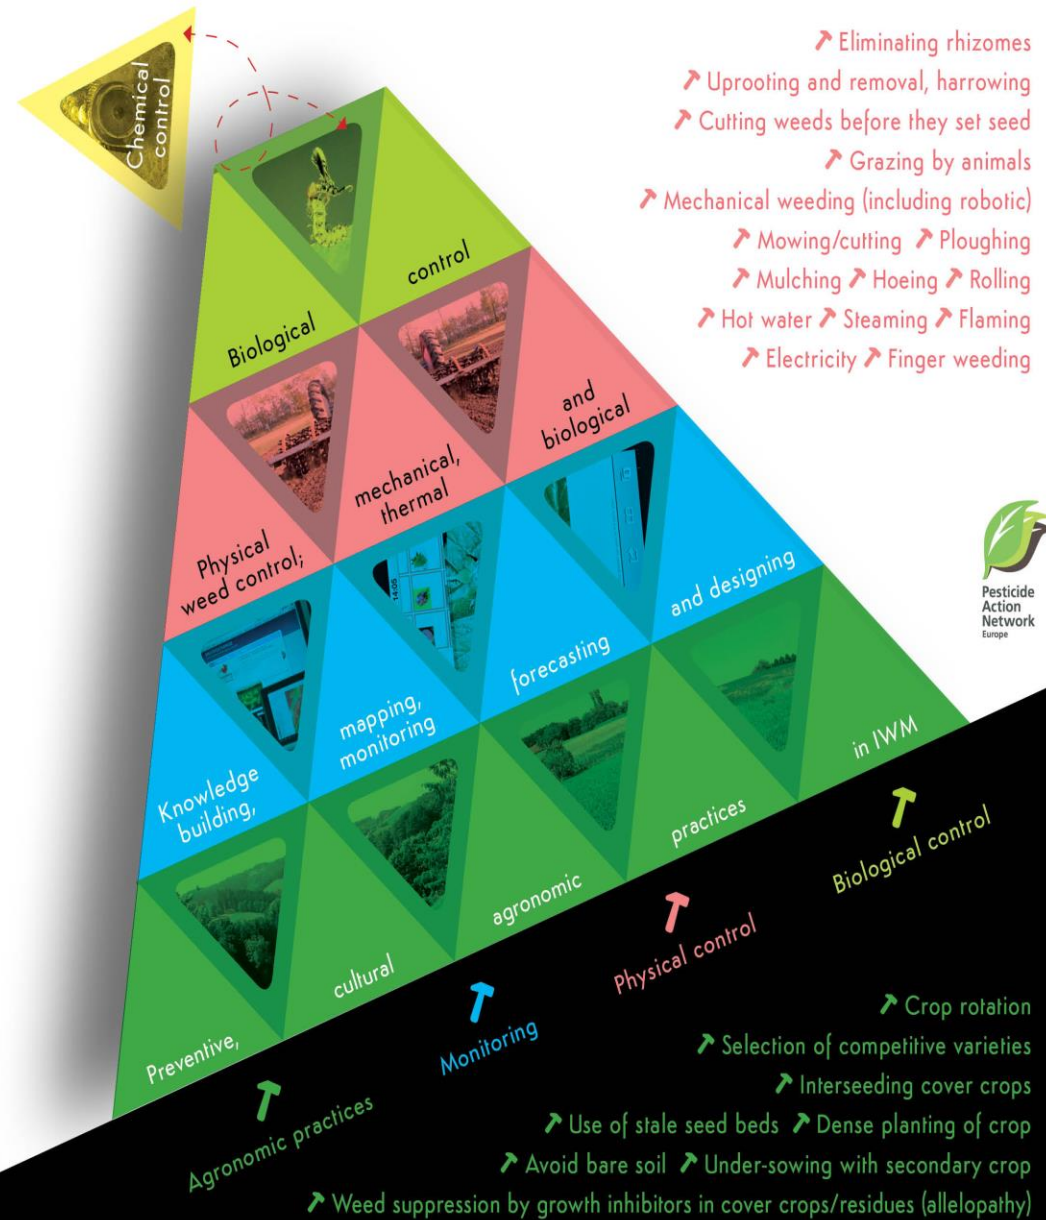 Chemical
control
Eliminating rhizomes
Uprooting and removal, harrowing
Cutting weeds before they set seed
Grazing by animals
Mechanical weeding (including robotic)
Mowing/cutting Ploughing
Mulching Hoeing Rolling
Hot water Steaming Flaming
Electricity Finger weeding
Biological
control
Physical
weed control;
mechanical,
thermal
and
biological
Knowledge
building,
mapping,
monitoring
14:05
forecasting
and designing
Preventive,
cultural
agronomic
practices
in IWM
Pesticide
Action
Network
Europe
Agronomic practices
Monitoring
Physical control
Biological control
Crop rotation
Selection of competitive varieties
Interseeding cover crops
Use of stale seed beds Dense planting of crop
Avoid bare soil Under-sowing with secondary crop
Weed suppression by growth inhibitors in cover crops/residues (allelopathy)